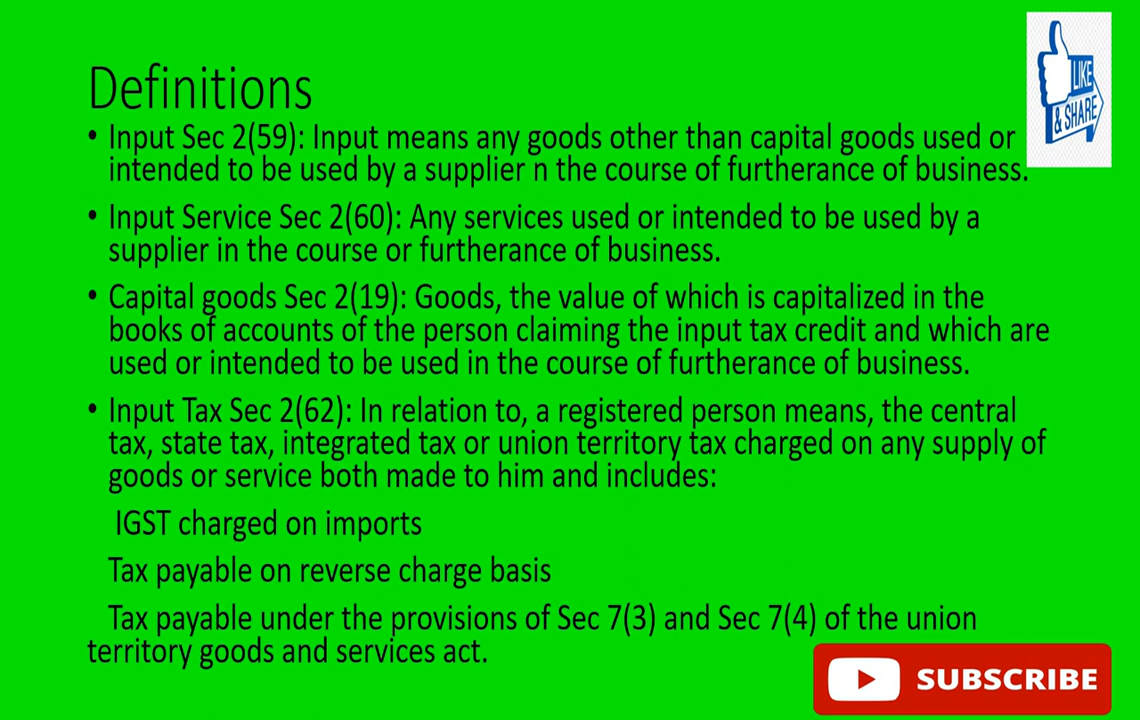 LIKE
& SHARE
Definitions
• Input Sec 2(59): Input means any goods other than capital goods used or
intended to be used by a supplier n the course of furtherance of business.
• Input Service Sec 2(60): Any services used or intended to be used by a
supplier in the course or furtherance of business.
• Capital goods Sec 2(19): Goods, the value of which is capitalized in the
books of accounts of the person claiming the input tax credit and which are
used or intended to be used in the course of furtherance of business.
• Input Tax Sec 2(62): In relation to, a registered person means, the central
tax, state tax, integrated tax or union territory tax charged on any supply of
goods or service both made to him and includes:
IGST charged on imports
Tax payable on reverse charge basis
Tax payable under the provisions of Sec 7(3) and Sec 7(4) of the union
territory goods and services act.
SUBSCRIBE